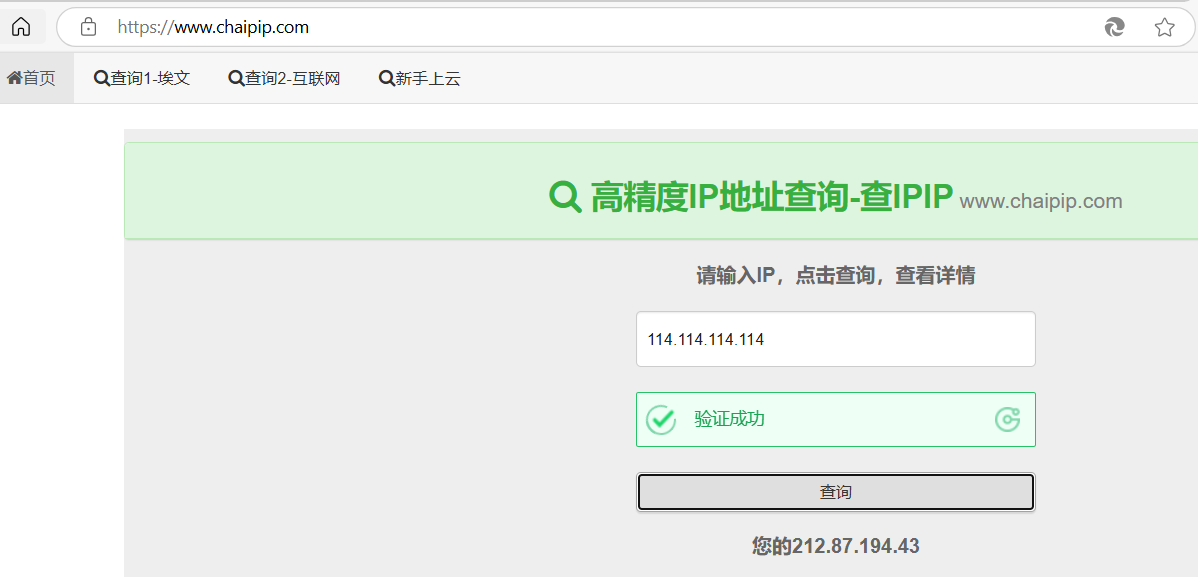 https://www.chaipip.com
首页 查询1-埃文 查询2-互联网 新手上云
高精度IP地址查询-查IPIP www.chaipip.com
请输入IP，点击查询，查看详情
114.114.114.114
验证成功
查询
您的212.87.194.43